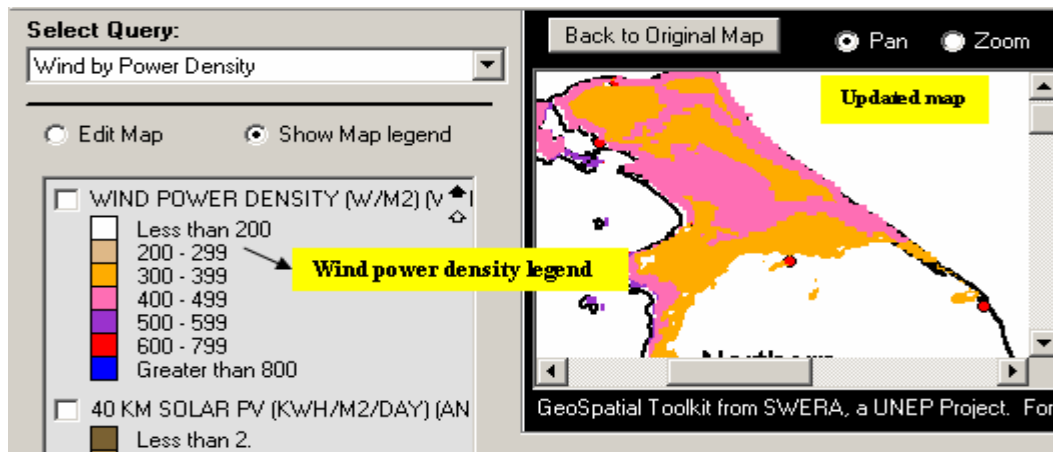 Select Query:
Wind by Power Density
Edit Map
Show Map legend
WIND POWER DENSITY (W/M2) (V
Less than 200
200 - 299
300 - 399
400 - 499
500 - 599
600 - 799
Greater than 800
40 KM SOLAR PV (KWH/M2/DAY) (AN
Less than 2.
Wind power density legend
Back to Original Map
Pan
Zoom
Updated map
GeoSpatial Toolkit from SWERA, a UNEP Project. For